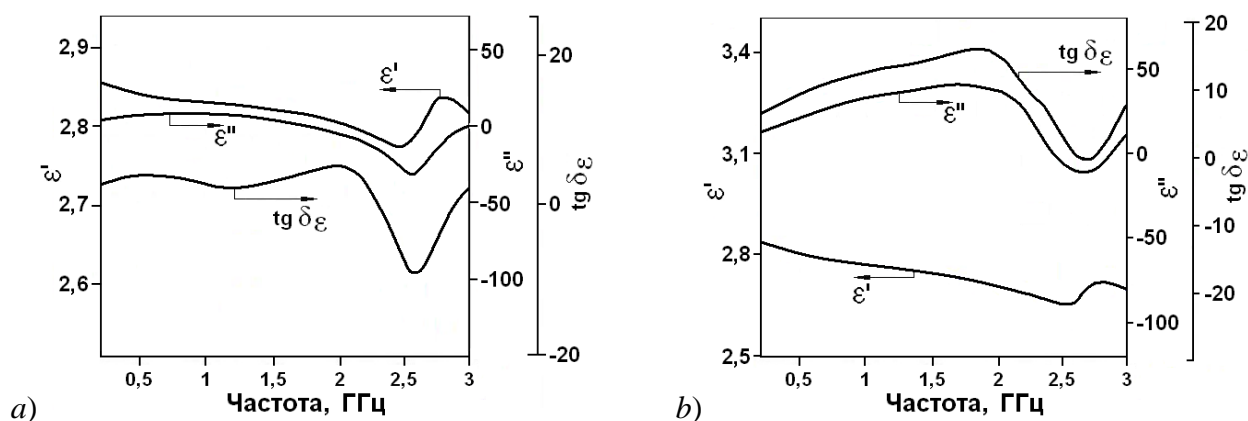 2,9
2,8
2,7
2,6
ε'
0,5
1
1,5
2
2,5
3
Частота, ГГц
50
0
-50
-100
ε''
20
0
-20
tg δε
ε'
ε''
tg δε
a)
3,4
3,1
2,8
2,5
ε'
0,5
1
1,5
2
2,5
3
Частота, ГГц
50
0
-50
-100
ε''
20
10
0
-10
-20
tg δε
tg δε
ε''
ε'
b)